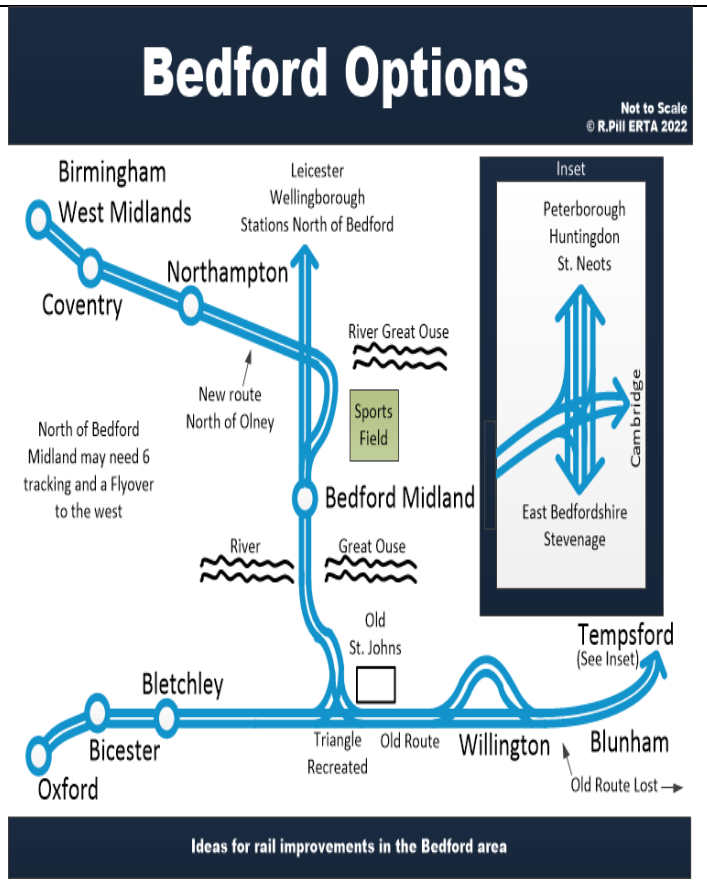 Bedford Options
Not to Scale
© R.Pill ERTA 2022
Birmingham
West Midlands
Coventry
Northampton
Leicester
Wellingborough
Stations North of Bedford
New route
North of Olney
River Great Ouse
Sports
Field
North of Bedford
Midland may need 6
tracking and a Flyover
to the west
Bedford Midland
River
Great Ouse
Inset
Peterborough
Huntingdon
St. Neots
Cambridge
East Bedfordshire
Stevenage
Old
St. Johns
Tempsford
(See Inset)
Bletchley
Bicester
Oxford
Triangle
Recreated
Old Route
Willington
Blunham
Old Route Lost
Ideas for rail improvements in the Bedford area